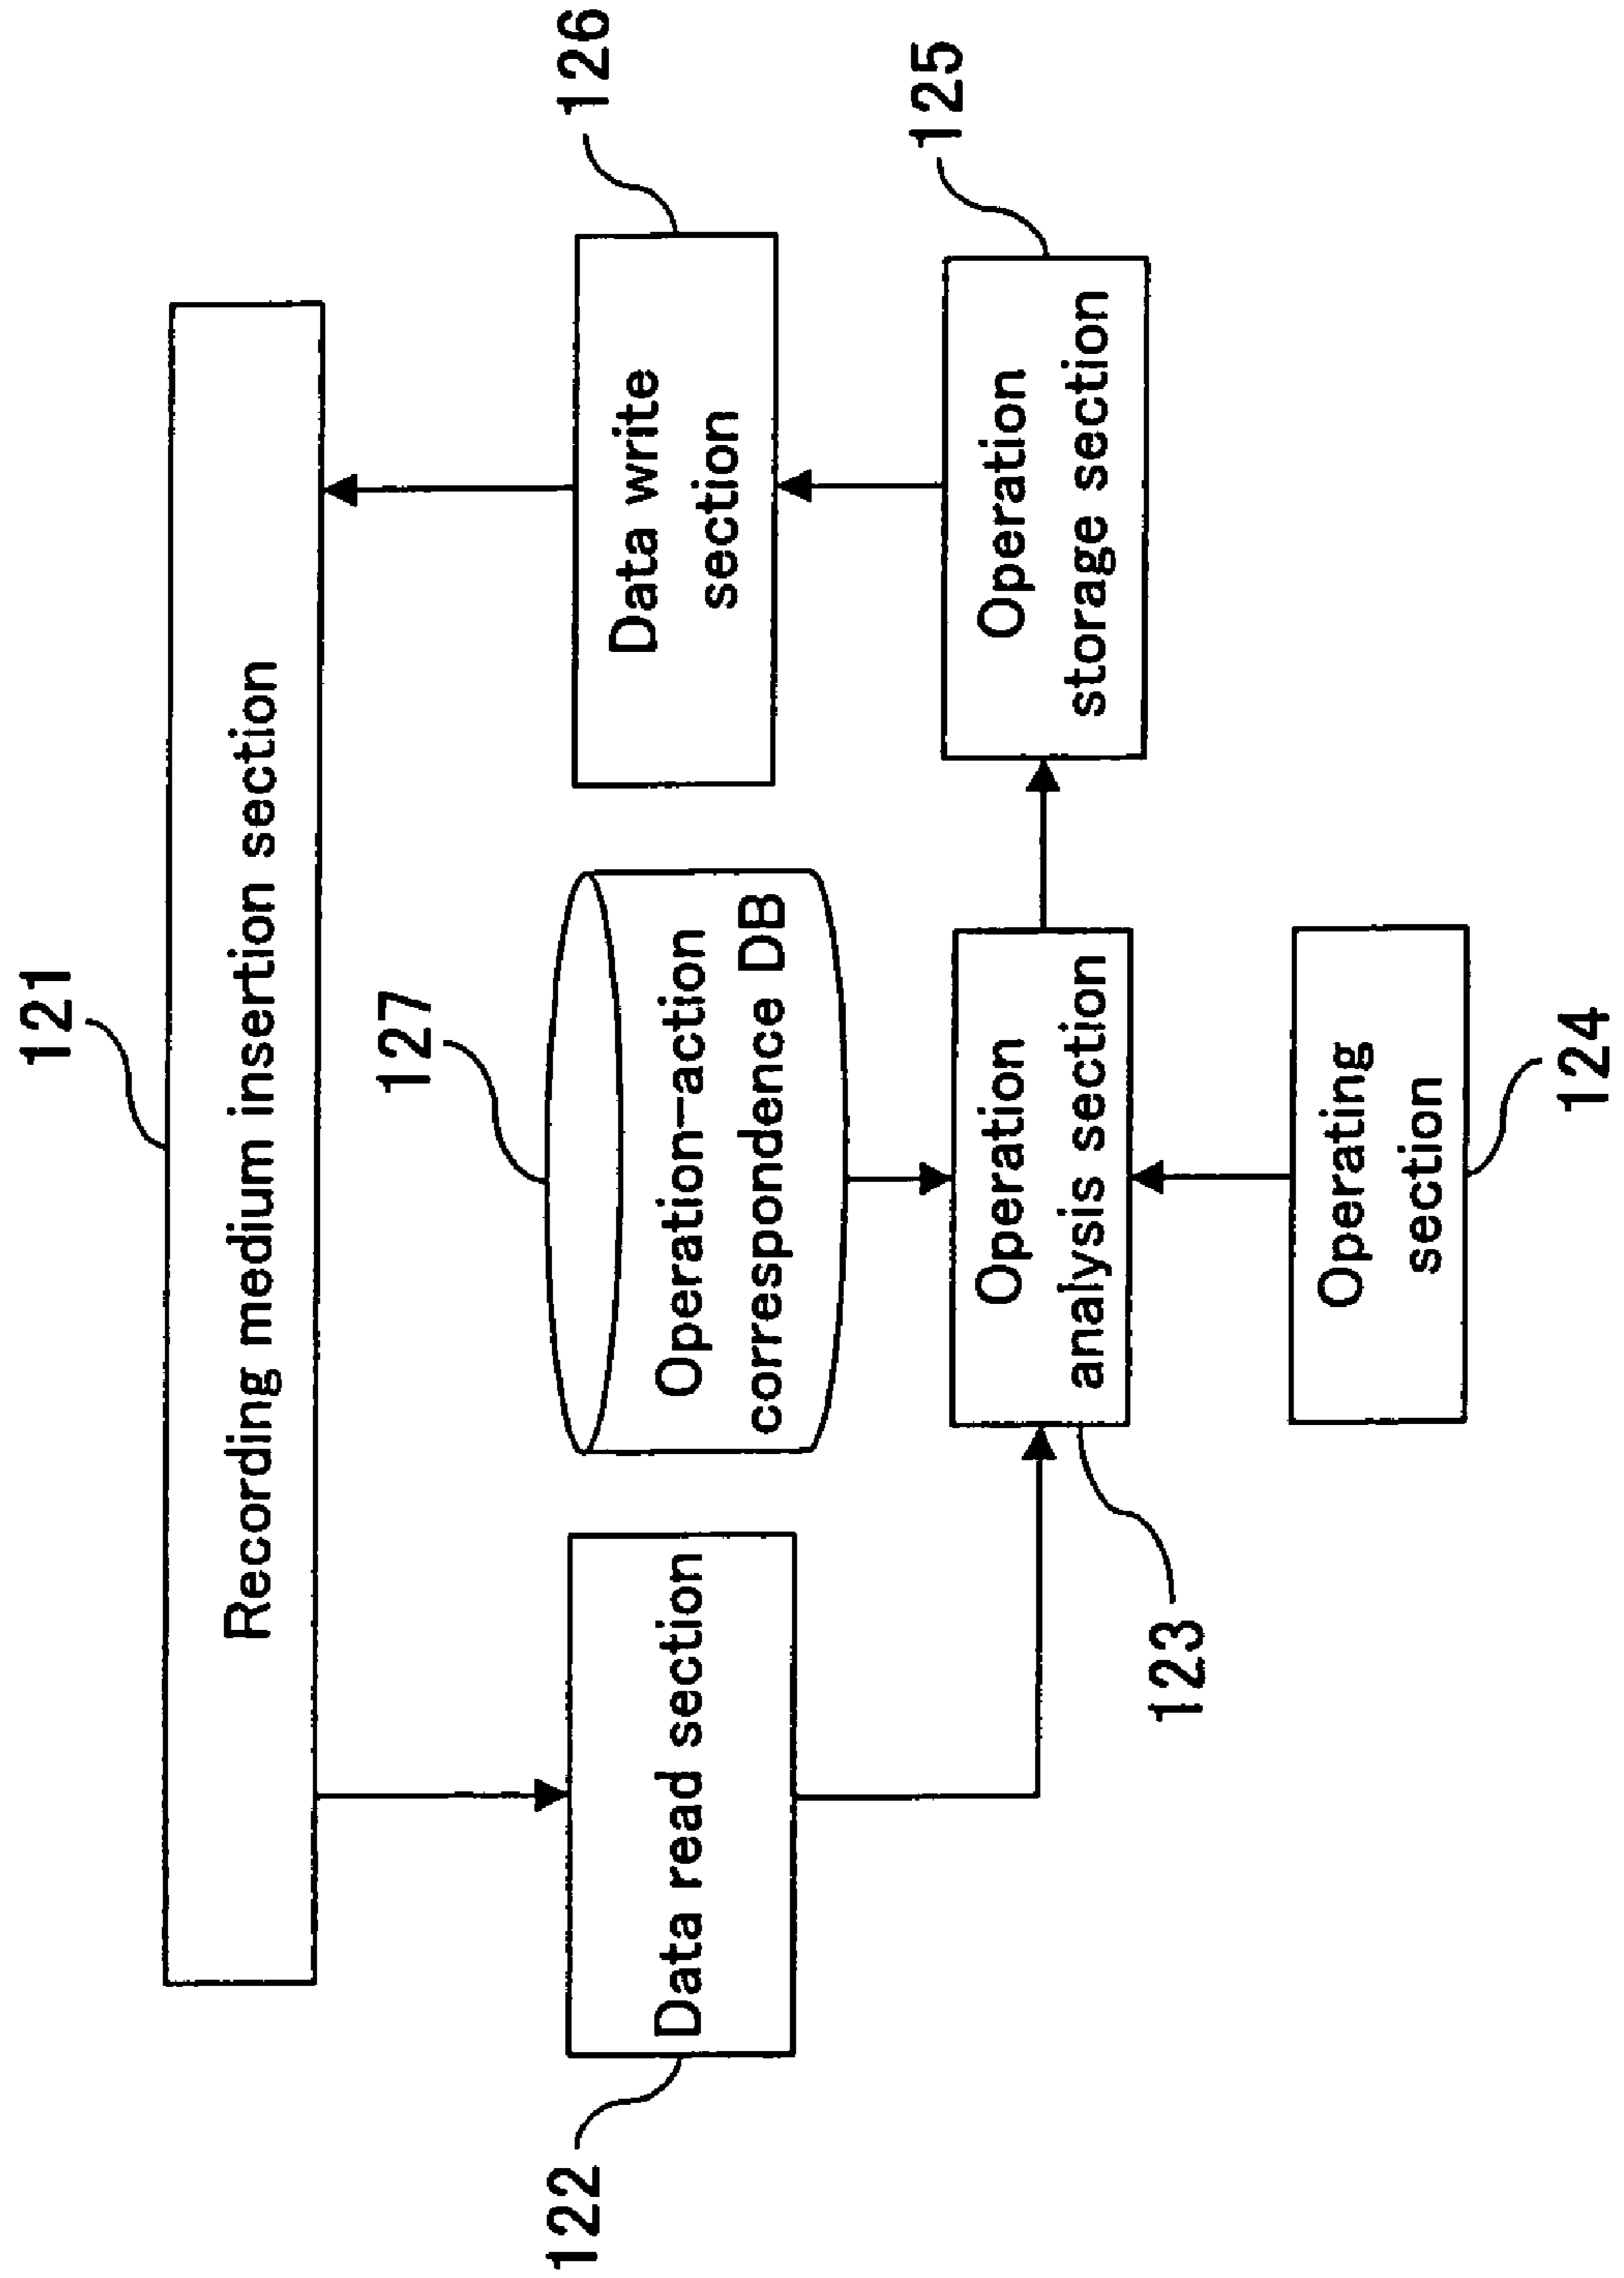 121
Recording medium insertion section
127
126
122
Data read section
Operation-action
correspondence DB
Data write
section
125
123
Operation
analysis section
Operation
storage section
Operating
section
124